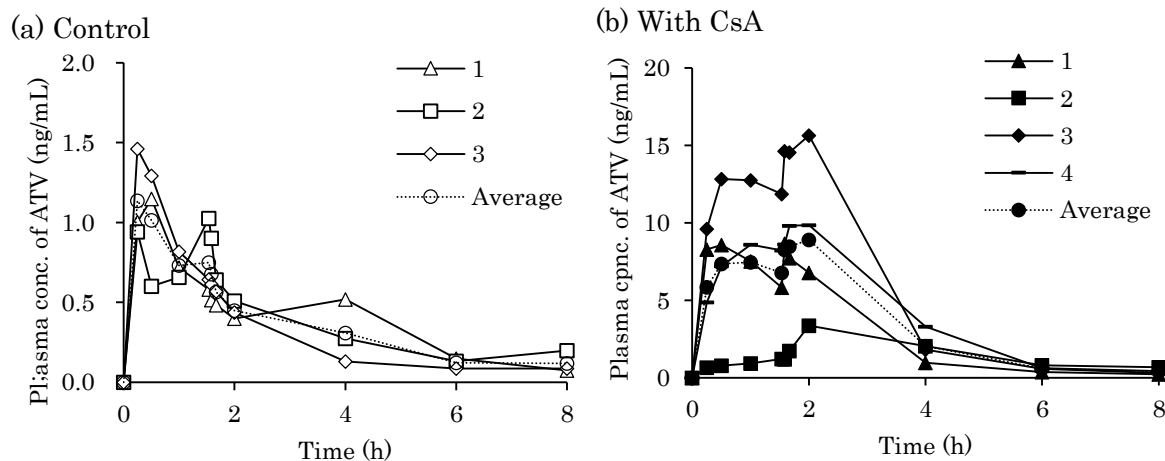 (a) Control
Pl:asma conc. of ATV (ng/mL)
2.0
1.5
1.0
0.5
0.0
0 2 4 6 8
Time (h)
1
2
3
Average
(b) With CsA
Plasma cpnc. of ATV (ng/mL)
20
15
10
5
0
0 2 4 6 8
Time (h)
1
2
3
4
Average